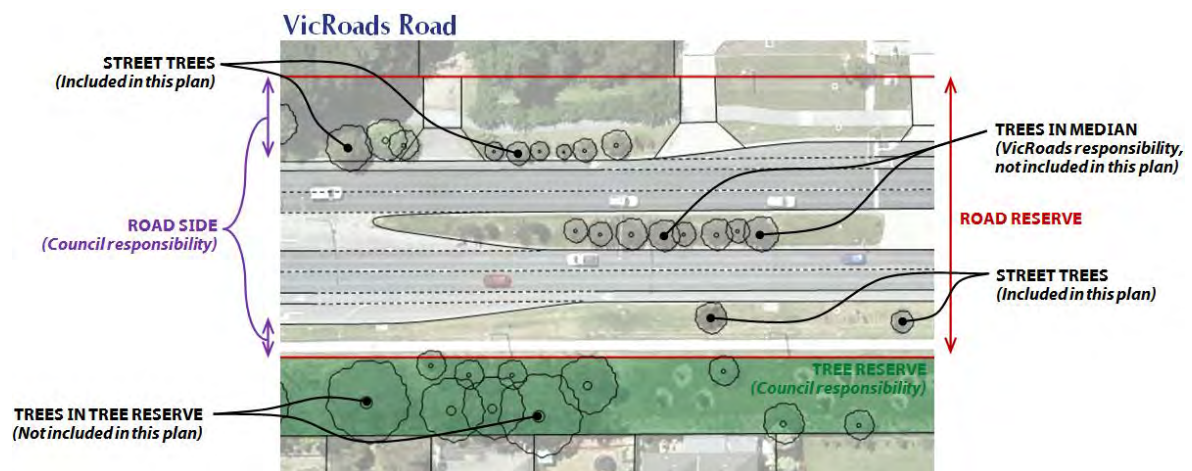 VicRoads Road
STREET TREES
(Included in this plan)
TREES IN MEDIAN
(VicRoads responsibility,
not included in this plan)
ROAD SIDE
(Council responsibility)
ROAD RESERVE
STREET TREES
(Included in this plan)
TREE RESERVE
(Council responsibility)
TREES IN TREE RESERVE
(Not included in this plan)